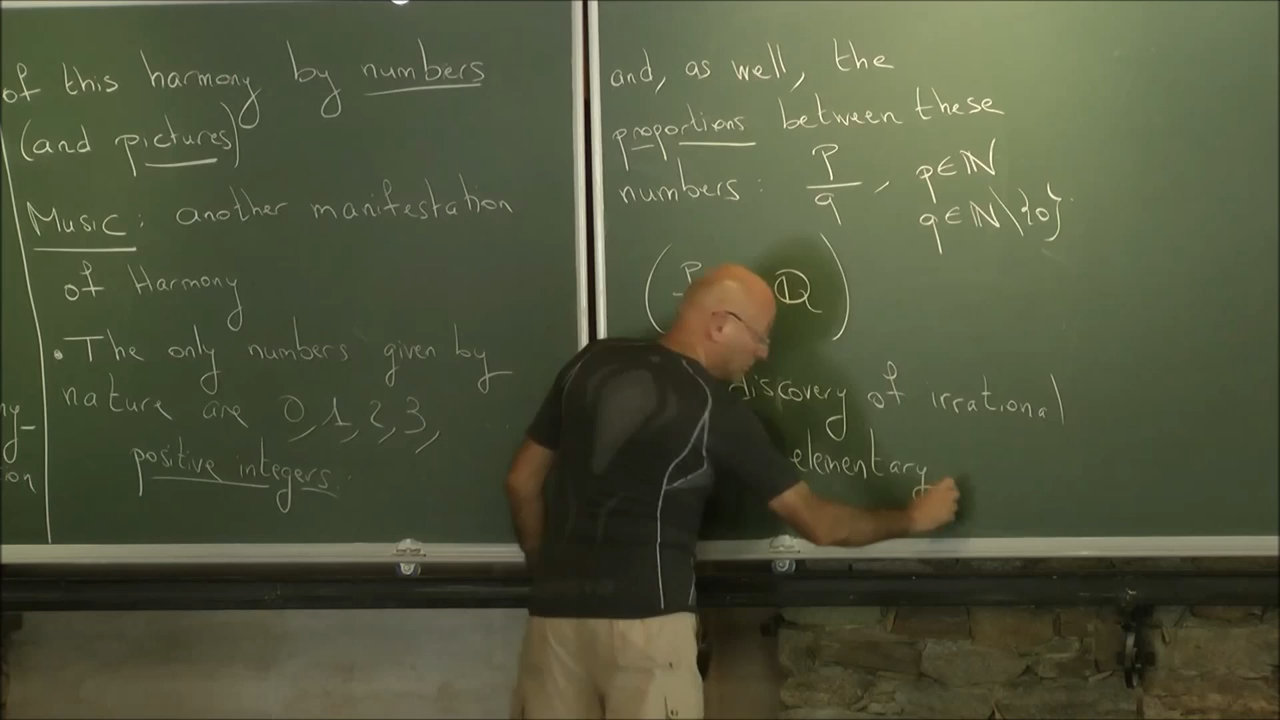 of this harmony by numbers
(and pictures)
Music: another manifestation
of Harmony
• The only numbers given by
nature are 0, 1, 2, 3,
positive integers.
and, as well, the
proportions between these
numbers: p/q, p∈ℕ
q∈ℕ\{0}
(p ℚ)
discovery of irrational
elementary